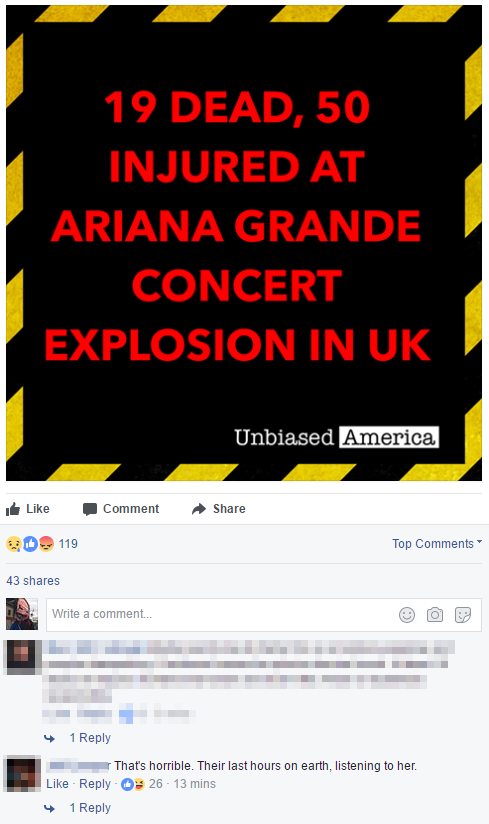 19 DEAD, 50
INJURED AT
ARIANA GRANDE
CONCERT
EXPLOSION IN UK
Unbiased America
Like Comment Share
119 Top Comments
43 shares
Write a comment...
1 Reply
That's horrible. Their last hours on earth, listening to her.
Like · Reply · 26 · 13 mins
1 Reply